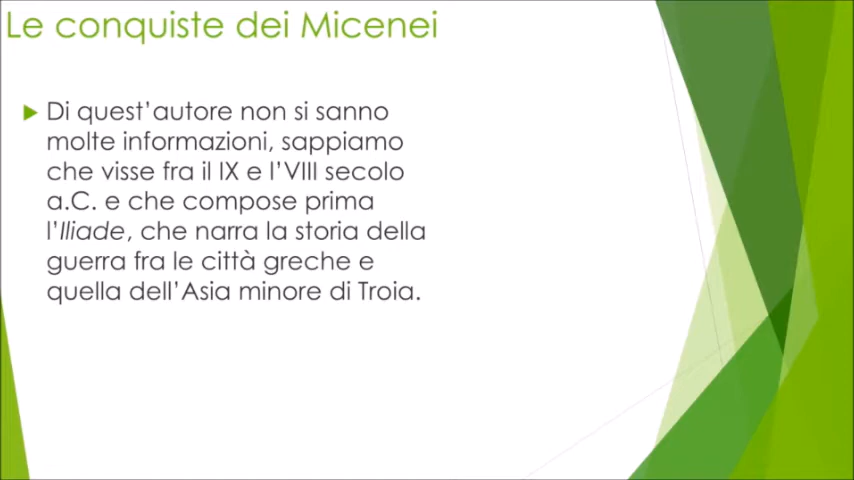 Le conquiste dei Micenei
Di quest'autore non si sanno
molte informazioni, sappiamo
che visse fra il IX e l'VIII secolo
a.C. e che compose prima
l'Iliade, che narra la storia della
guerra fra le città greche e
quella dell'Asia minore di Troia.